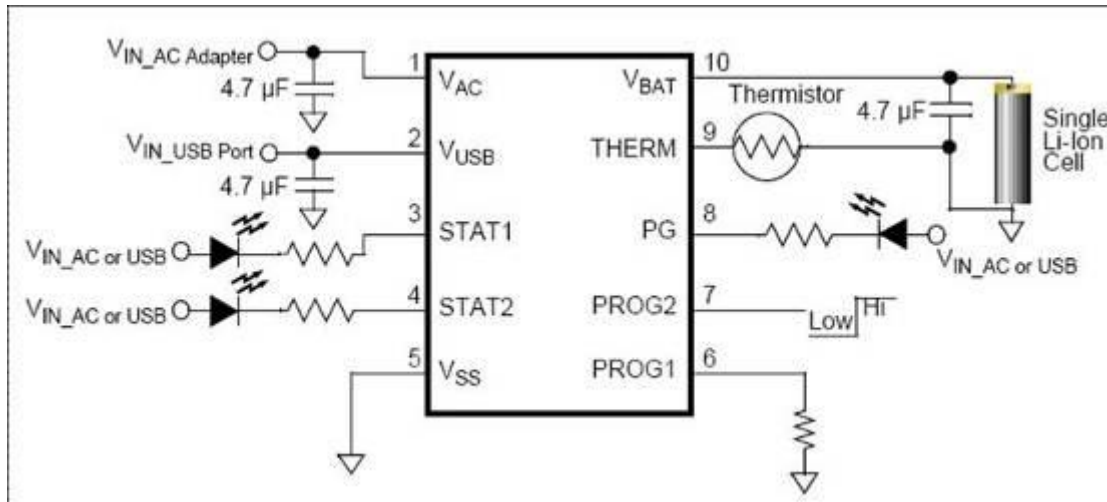 V_IN_AC Adapter
4.7 µF
V_IN_USB Port
4.7 µF
V_IN_AC or USB
V_IN_AC or USB
1
V_AC
2
V_USB
3
STAT1
4
STAT2
5
V_SS
10
V_BAT
9
THERM
8
PG
7
PROG2
6
PROG1
Thermistor
4.7 µF
Single
Li-Ion
Cell
V_IN_AC or USB
Low
Hi